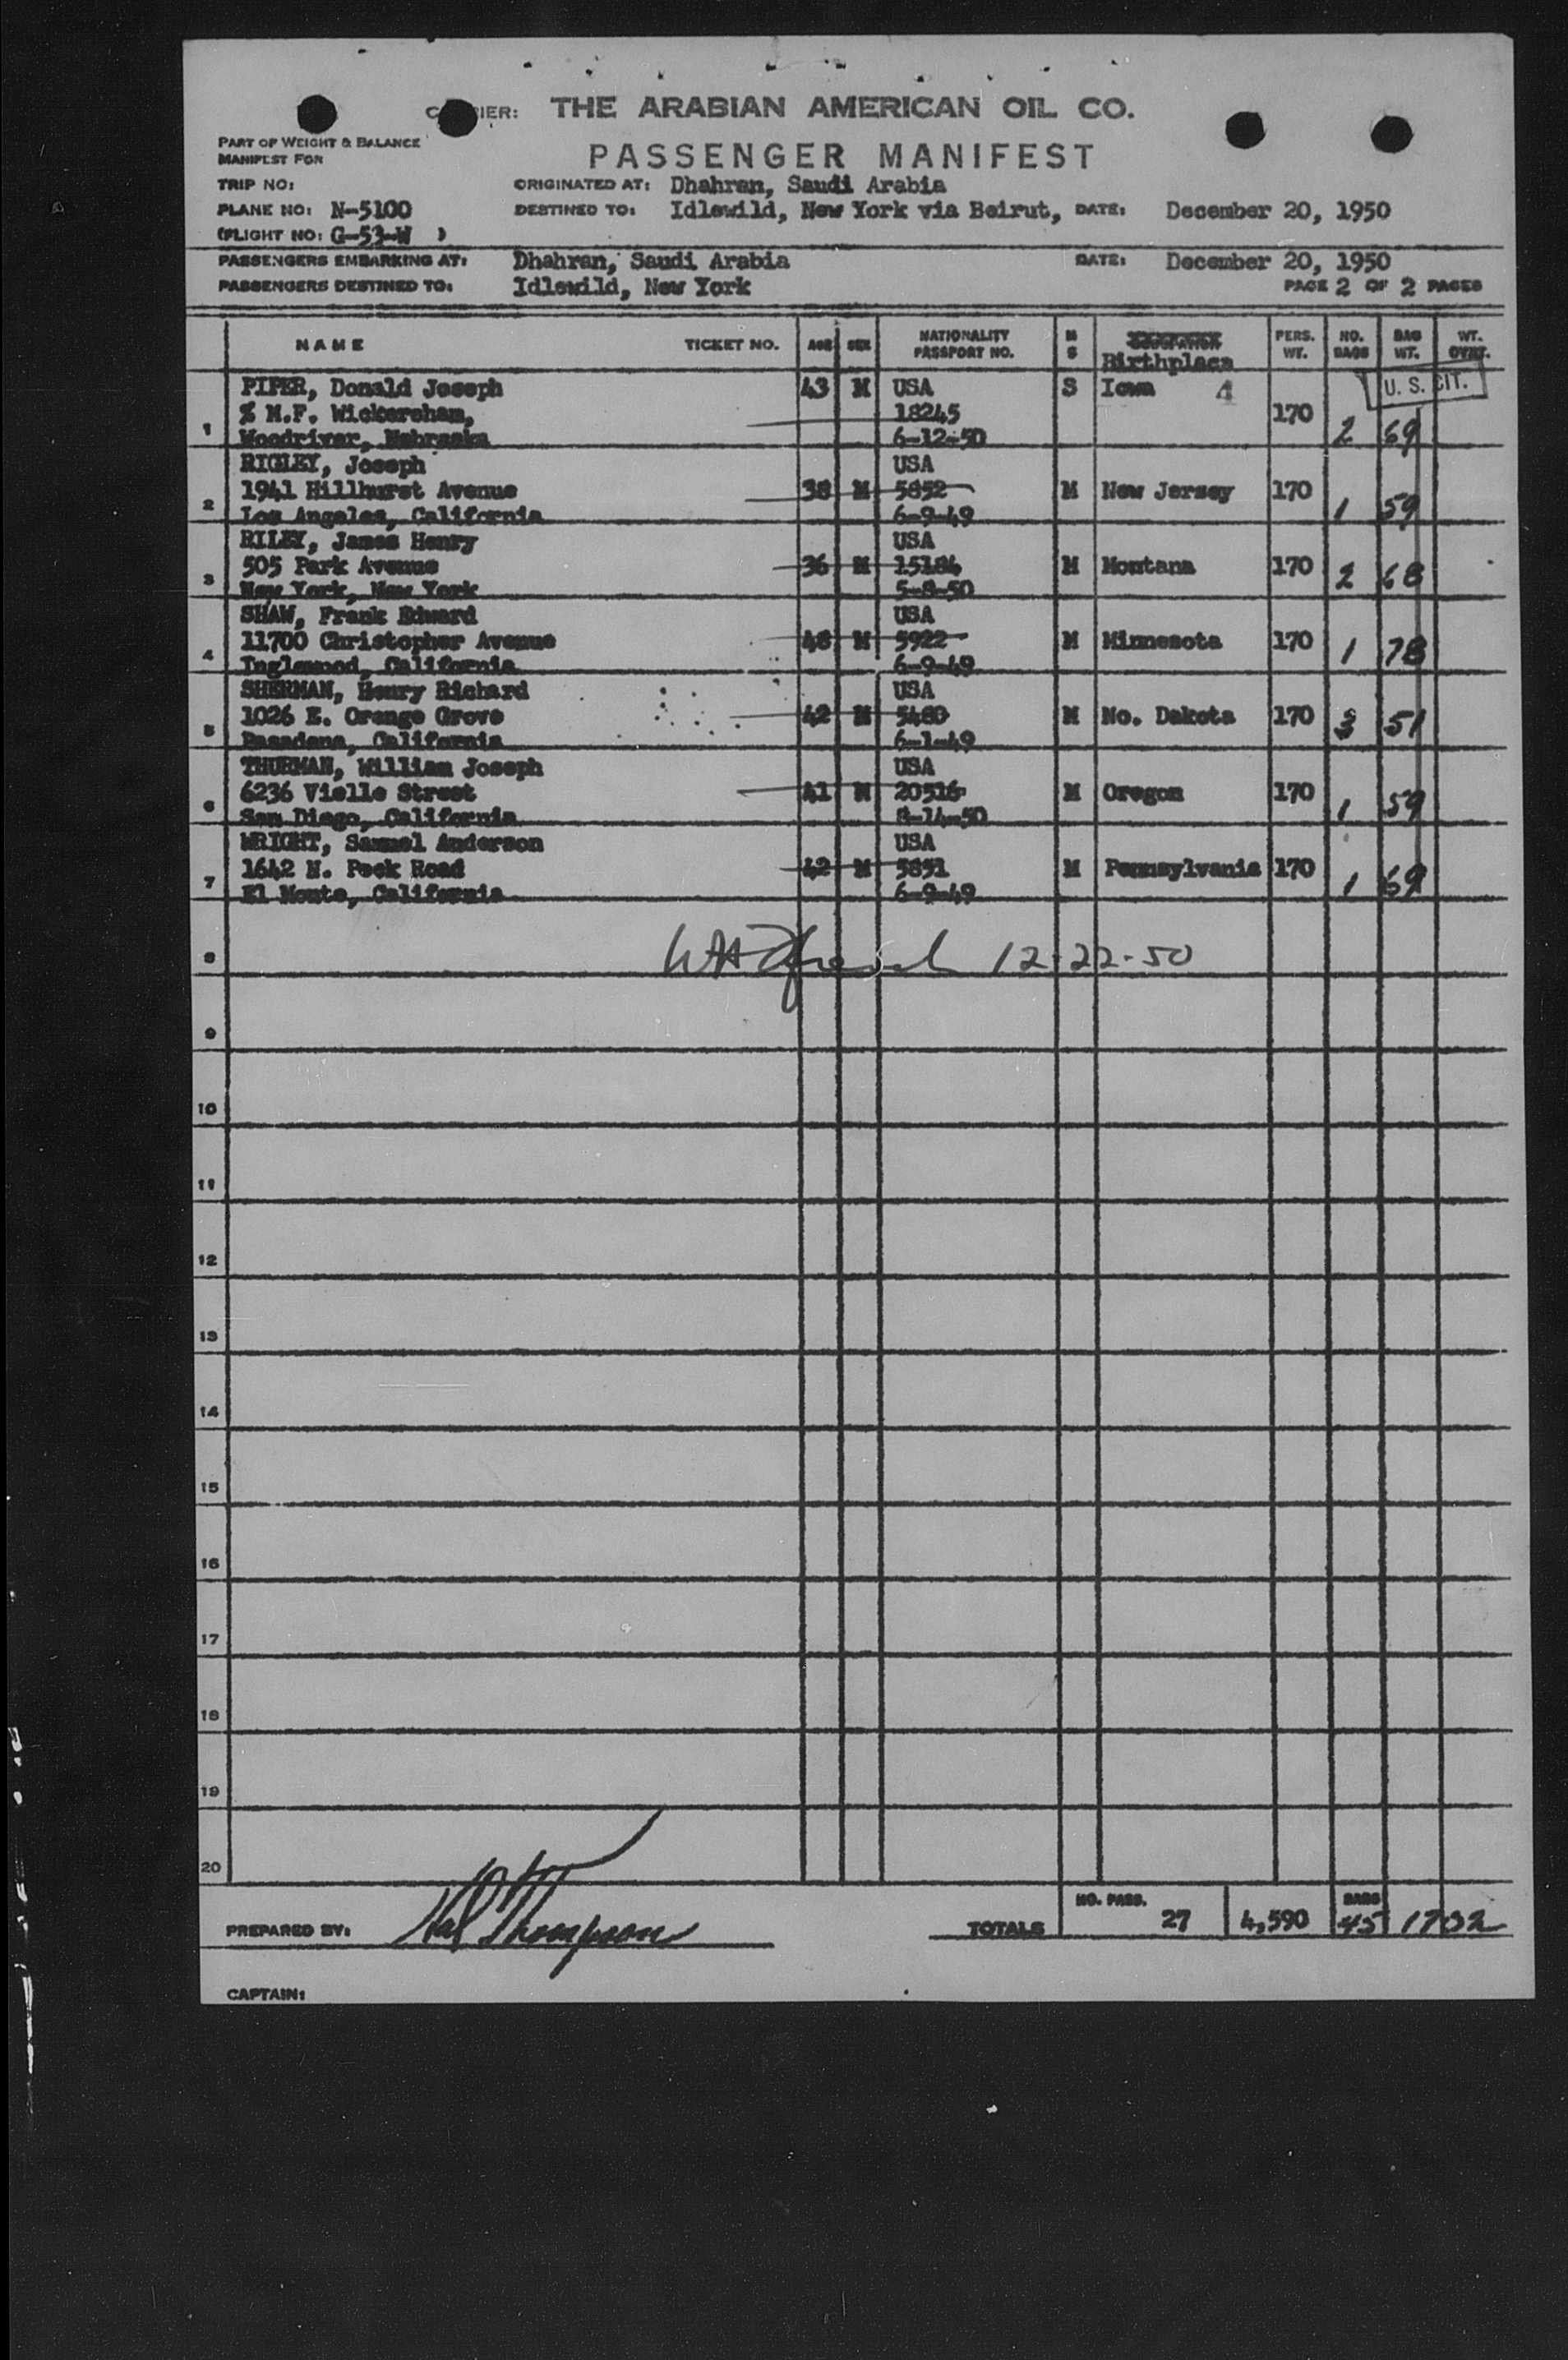 CARRIER: THE ARABIAN AMERICAN OIL CO.
PART OF WEIGHT & BALANCE
MANIFEST FOR
PASSENGER MANIFEST
TRIP NO: ORIGINATED AT: Dhahran, Saudi Arabia
PLANE NO: N-5100 DESTINED TO: Idlewild, New York via Beirut, DATE: December 20, 1950
(FLIGHT NO: G-53-W )
PASSENGERS EMBARKING AT: Dhahran, Saudi Arabia DATE: December 20, 1950
PASSENGERS DESTINED TO: Idlewild, New York PAGE 2 OF 2 PAGES
NAME TICKET NO. AGE SEX NATIONALITY PASSPORT NO. M S Birthplace PERS. WT. NO. BAGS BAG WT. WT. OVRT.
U. S. CIT.
PIPER, Donald Joseph 43 M USA S Iowa 4
% M.F. Wickersham, 18245 170
1 Woodriver, Nebraska 6-12-50 2 69
RIGLEY, Joseph USA
1941 Hillhurst Avenue 38 M 5852 M New Jersey 170
2 Los Angeles, California 6-9-49 1 59
RILEY, James Henry USA
505 Park Avenue 36 M 15184 M Montana 170
3 New York, New York 5-8-50 2 68
SHAW, Frank Edward USA
11700 Christopher Avenue 48 M 5922 M Minnesota 170
4 Inglewood, California 6-9-49 1 78
SHERMAN, Henry Richard USA
1026 E. Orange Grove 42 M 5480 M No. Dakota 170
5 Pasadena, California 6-1-49 3 51
THURMAN, William Joseph USA
6236 Vielle Street 41 M 20516 M Oregon 170
6 San Diego, California 8-14-50 1 59
WRIGHT, Samuel Anderson USA
1642 N. Peck Road 42 M 5851 M Pennsylvania 170
7 El Monte, California 6-9-49 1 69
8 12-22-50
9
10
11
12
13
14
15
16
17
18
19
20
PREPARED BY: Hal Thompson TOTALS NO. PASS. 27 4,590 BAGS 45 1702
CAPTAIN: